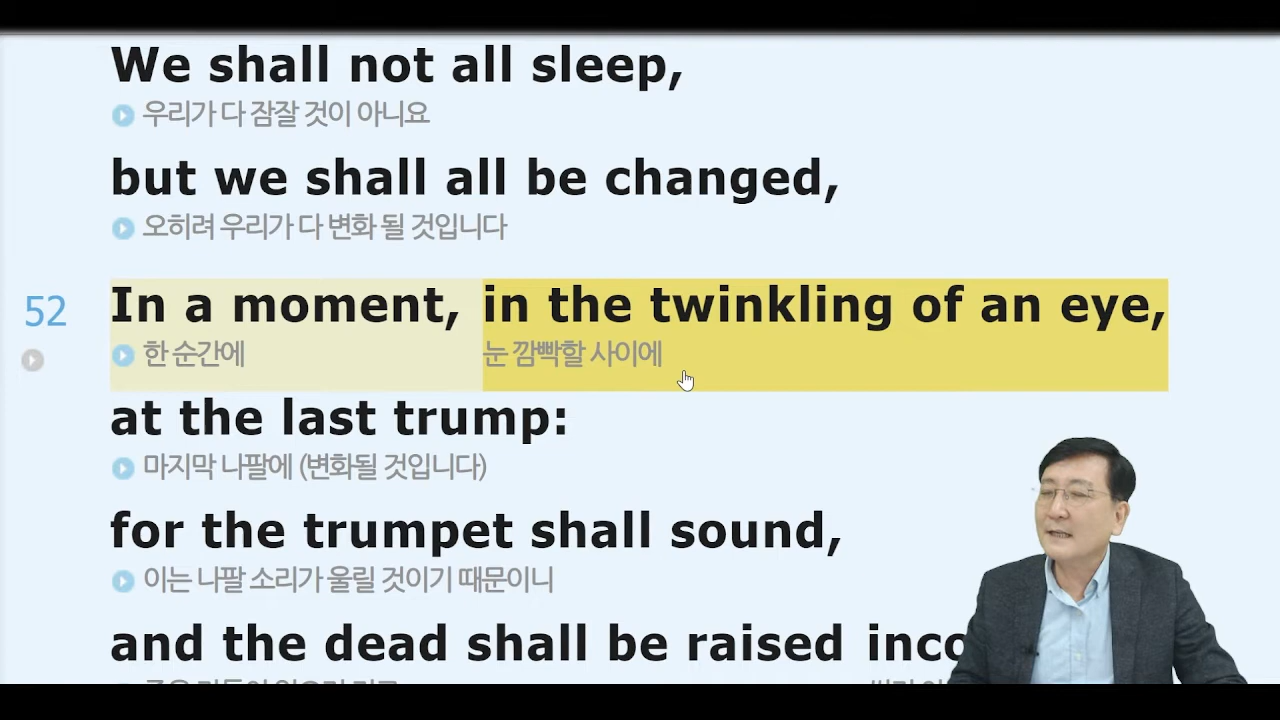 We shall not all sleep,
우리가 다 잠잘 것이 아니요
but we shall all be changed,
오히려 우리가 다 변화 될 것입니다
52 In a moment, in the twinkling of an eye,
한 순간에 눈 깜빡할 사이에
at the last trump:
마지막 나팔에 (변화될 것입니다)
for the trumpet shall sound,
이는 나팔 소리가 울릴 것이기 때문이니
and the dead shall be raised